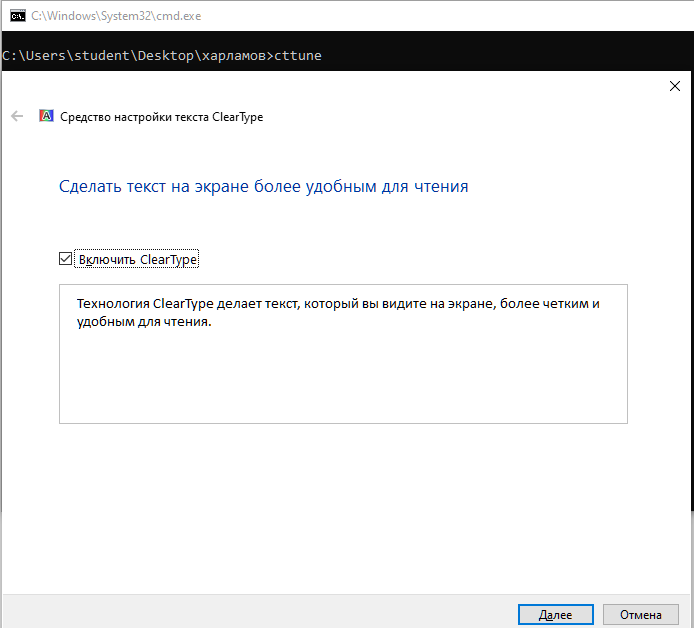 C:\Windows\System32\cmd.exe
C:\Users\student\Desktop\харламов>cttune
Средство настройки текста ClearType
Сделать текст на экране более удобным для чтения
Включить ClearType
Технология ClearType делает текст, который вы видите на экране, более четким и
удобным для чтения.
Далее
Отмена